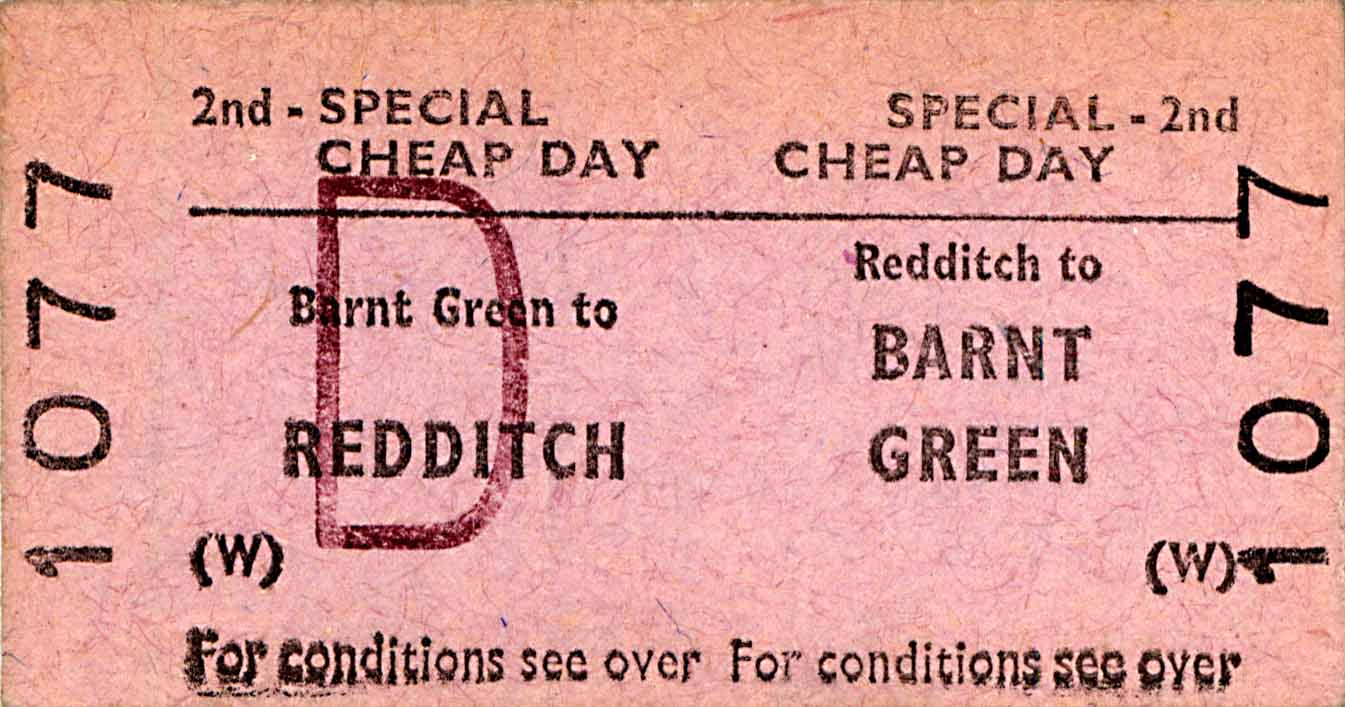 2nd - SPECIAL
CHEAP DAY
SPECIAL - 2nd
CHEAP DAY
1077
D
Barnt Green to
REDDITCH
(W)
For conditions see over
Redditch to
BARNT
GREEN
(W)
For conditions see over
1077